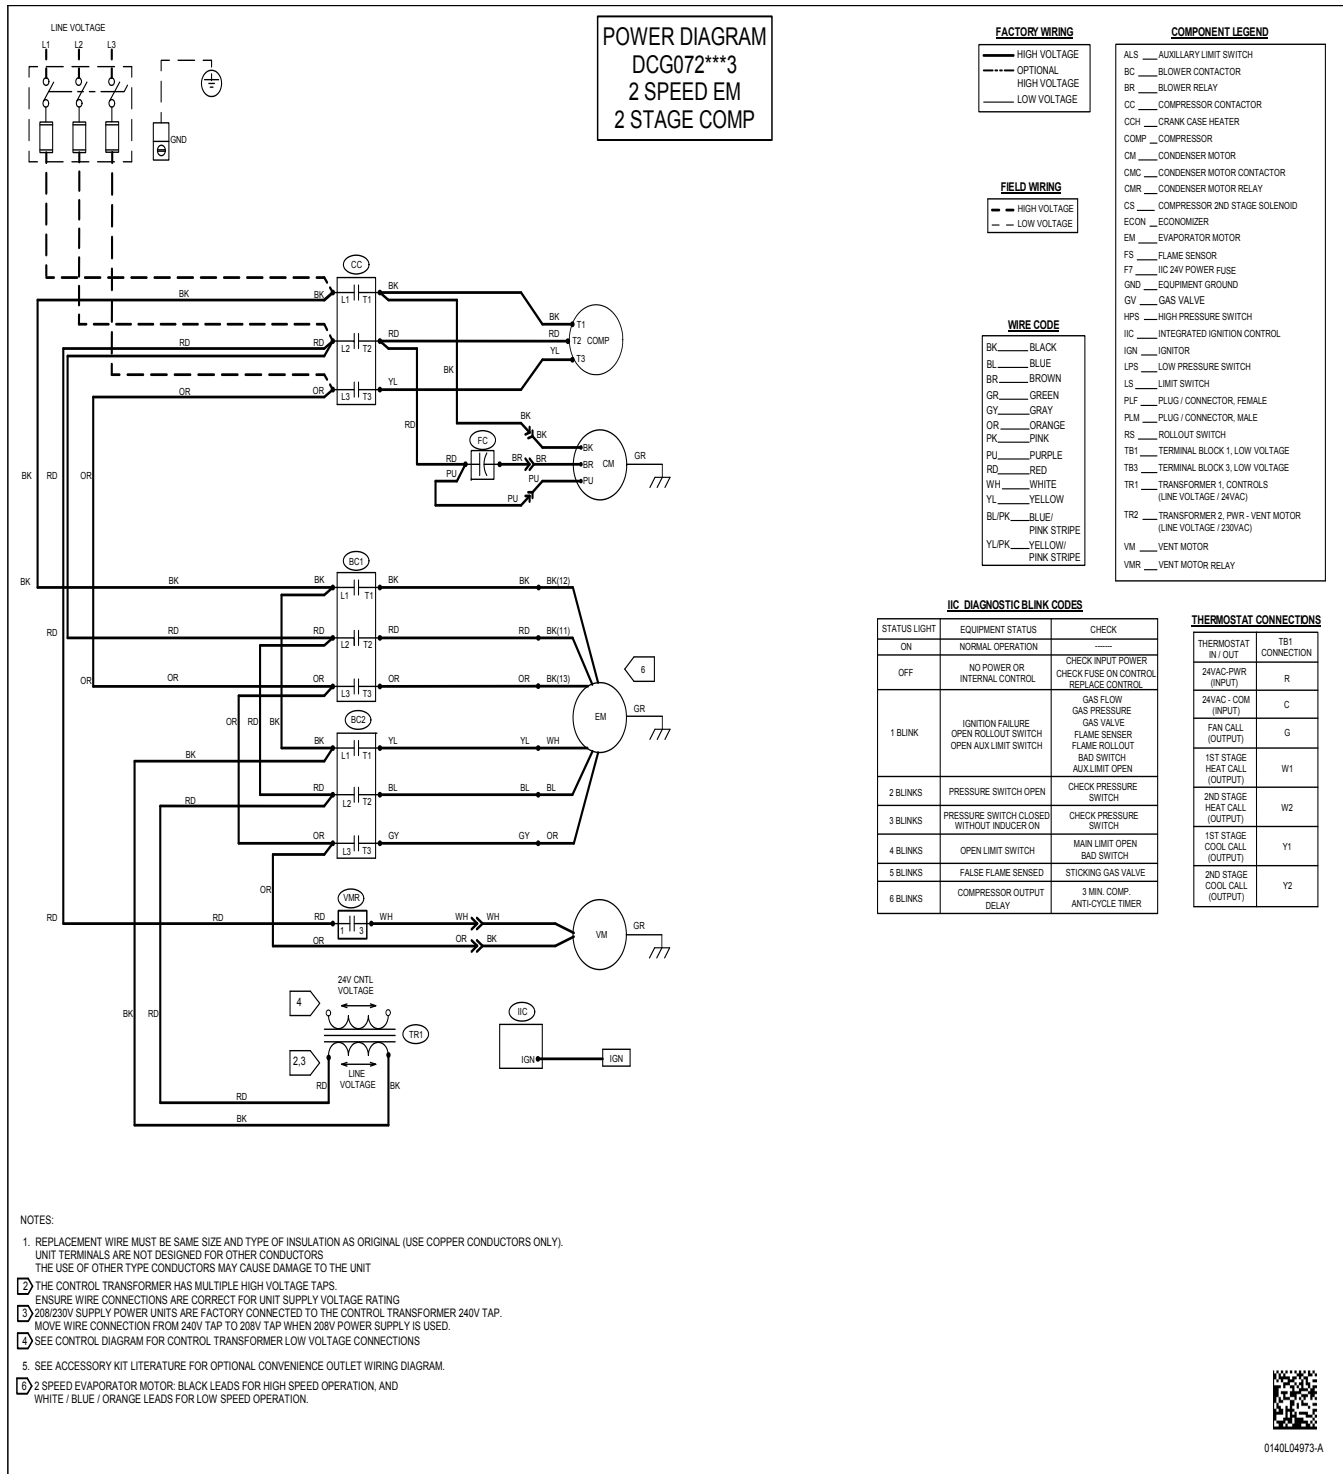 LINE VOLTAGE
L1 L2 L3
GND
POWER DIAGRAM
DCG072***3
2 SPEED EM
2 STAGE COMP
FACTORY WIRING
HIGH VOLTAGE
OPTIONAL
HIGH VOLTAGE
LOW VOLTAGE
FIELD WIRING
HIGH VOLTAGE
LOW VOLTAGE
WIRE CODE
BK BLACK
BL BLUE
BR BROWN
GR GREEN
GY GRAY
OR ORANGE
PK PINK
PU PURPLE
RD RED
WH WHITE
YL YELLOW
BL/PK BLUE/
PINK STRIPE
YL/PK YELLOW/
PINK STRIPE
COMPONENT LEGEND
ALS AUXILLARY LIMIT SWITCH
BC BLOWER CONTACTOR
BR BLOWER RELAY
CC COMPRESSOR CONTACTOR
CCH CRANK CASE HEATER
COMP COMPRESSOR
CM CONDENSER MOTOR
CMC CONDENSER MOTOR CONTACTOR
CMR CONDENSER MOTOR RELAY
CS COMPRESSOR 2ND STAGE SOLENOID
ECON ECONOMIZER
EM EVAPORATOR MOTOR
FS FLAME SENSOR
F7 IIC 24V POWER FUSE
GND EQUPIMENT GROUND
GV GAS VALVE
HPS HIGH PRESSURE SWITCH
IIC INTEGRATED IGNITION CONTROL
IGN IGNITOR
LPS LOW PRESSURE SWITCH
LS LIMIT SWITCH
PLF PLUG / CONNECTOR, FEMALE
PLM PLUG / CONNECTOR, MALE
RS ROLLOUT SWITCH
TB1 TERMINAL BLOCK 1, LOW VOLTAGE
TB3 TERMINAL BLOCK 3, LOW VOLTAGE
TR1 TRANSFORMER 1, CONTROLS
(LINE VOLTAGE / 24VAC)
TR2 TRANSFORMER 2, PWR - VENT MOTOR
(LINE VOLTAGE / 230VAC)
VM VENT MOTOR
VMR VENT MOTOR RELAY
CC
BK BK L1 T1 BK BK T1
RD RD L2 T2 RD RD T2 COMP
YL T3
OR OR L3 T3 YL
BK
RD
BK BK BK
FC
RD BR BR BR CM GR
PU PU PU
PU
BK RD OR
BC1
BK BK BK L1 T1 BK BK BK(12)
RD RD RD L2 T2 RD RD BK(11)
6
OR OR OR L3 T3 OR OR BK(13)
EM GR
OR RD BK
BC2
BK BK L1 T1 YL YL WH
RD RD L2 T2 BL BL BL
OR L3 T3 GY GY OR
OR
VMR
RD RD RD 1 3 WH WH WH
VM GR
OR OR BK
24V CNTL
VOLTAGE
4
BK RD
TR1
2,3
LINE
VOLTAGE
RD BK
RD
BK
IIC
IGN IGN
IIC DIAGNOSTIC BLINK CODES
STATUS LIGHT EQUIPMENT STATUS CHECK
ON NORMAL OPERATION -------
OFF NO POWER OR
INTERNAL CONTROL
CHECK INPUT POWER
CHECK FUSE ON CONTROL
REPLACE CONTROL
1 BLINK
IGNITION FAILURE
OPEN ROLLOUT SWITCH
OPEN AUX LIMIT SWITCH
GAS FLOW
GAS PRESSURE
GAS VALVE
FLAME SENSER
FLAME ROLLOUT
BAD SWITCH
AUX.LIMIT OPEN
2 BLINKS PRESSURE SWITCH OPEN
CHECK PRESSURE
SWITCH
3 BLINKS
PRESSURE SWITCH CLOSED
WITHOUT INDUCER ON
CHECK PRESSURE
SWITCH
4 BLINKS OPEN LIMIT SWITCH
MAIN LIMIT OPEN
BAD SWITCH
5 BLINKS FALSE FLAME SENSED STICKING GAS VALVE
6 BLINKS
COMPRESSOR OUTPUT
DELAY
3 MIN. COMP.
ANTI-CYCLE TIMER
THERMOSTAT CONNECTIONS
THERMOSTAT
IN / OUT
TB1
CONNECTION
24VAC-PWR
(INPUT)
R
24VAC - COM
(INPUT)
C
FAN CALL
(OUTPUT)
G
1ST STAGE
HEAT CALL
(OUTPUT)
W1
2ND STAGE
HEAT CALL
(OUTPUT)
W2
1ST STAGE
COOL CALL
(OUTPUT)
Y1
2ND STAGE
COOL CALL
(OUTPUT)
Y2
NOTES:
1. REPLACEMENT WIRE MUST BE SAME SIZE AND TYPE OF INSULATION AS ORIGINAL (USE COPPER CONDUCTORS ONLY).
UNIT TERMINALS ARE NOT DESIGNED FOR OTHER CONDUCTORS
THE USE OF OTHER TYPE CONDUCTORS MAY CAUSE DAMAGE TO THE UNIT
2 THE CONTROL TRANSFORMER HAS MULTIPLE HIGH VOLTAGE TAPS.
ENSURE WIRE CONNECTIONS ARE CORRECT FOR UNIT SUPPLY VOLTAGE RATING
3 208/230V SUPPLY POWER UNITS ARE FACTORY CONNECTED TO THE CONTROL TRANSFORMER 240V TAP.
MOVE WIRE CONNECTION FROM 240V TAP TO 208V TAP WHEN 208V POWER SUPPLY IS USED.
4 SEE CONTROL DIAGRAM FOR CONTROL TRANSFORMER LOW VOLTAGE CONNECTIONS
5. SEE ACCESSORY KIT LITERATURE FOR OPTIONAL CONVENIENCE OUTLET WIRING DIAGRAM.
6 2 SPEED EVAPORATOR MOTOR: BLACK LEADS FOR HIGH SPEED OPERATION, AND
WHITE / BLUE / ORANGE LEADS FOR LOW SPEED OPERATION.
0140L04973-A